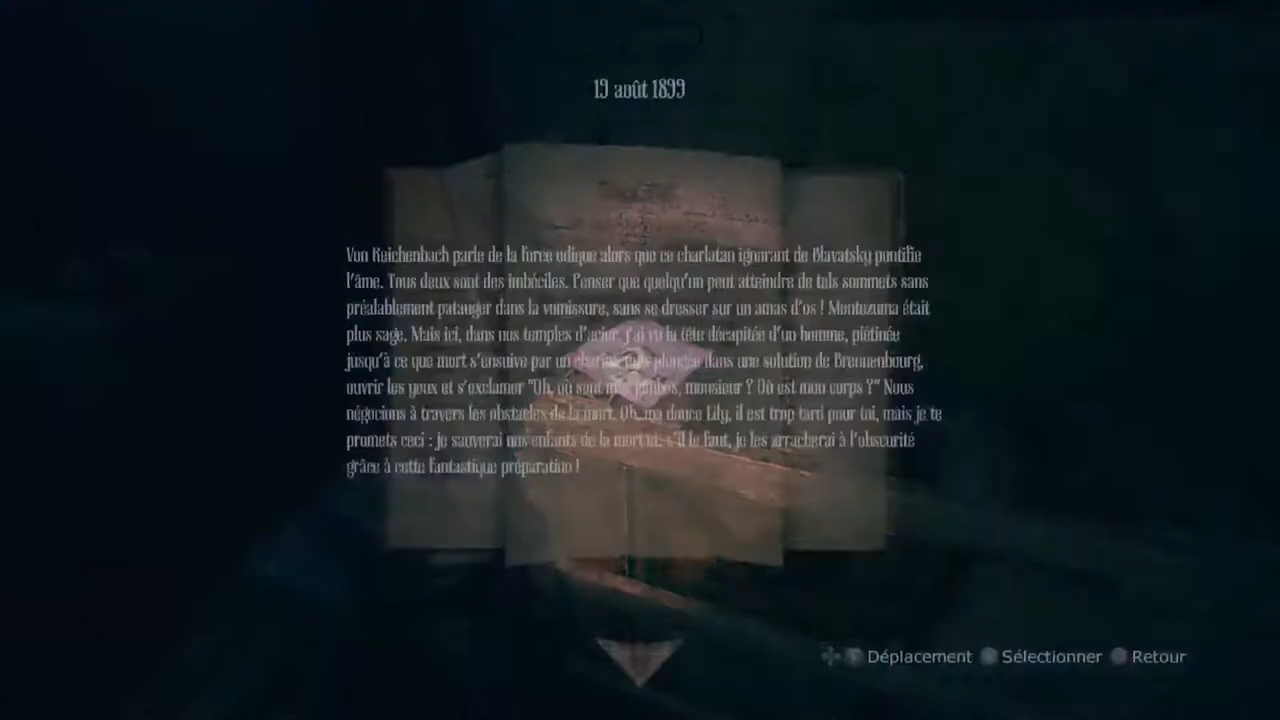 19 août 1899
Von Reichenbach parle de la force odique alors que ce charlatan ignorant de Blavatsky pontifie
l'âme. Tous deux sont des imbéciles. Penser que quelqu'un peut atteindre de tels sommets sans
préalablement patauger dans la vomissure, sans se dresser sur un amas d'os ! Montezuma était
plus sage. Mais ici, dans nos temples d'acier, j'ai vu la tête décapitée d'un homme, piétinée
jusqu'à ce que mort s'ensuive par un cheval, puis plongée dans une solution de Brennenbourg,
ouvrir les yeux et s'exclamer "Oh, où sont mes jambes, monsieur ? Où est mon corps ?" Nous
négocions à travers les obstacles de la mort. Oh, ma douce Lily, il est trop tard pour toi, mais je te
promets ceci : je sauverai nos enfants de la mort et, s'il le faut, je les arracherai à l'obscurité
grâce à cette fantastique préparation !
Déplacement Sélectionner Retour